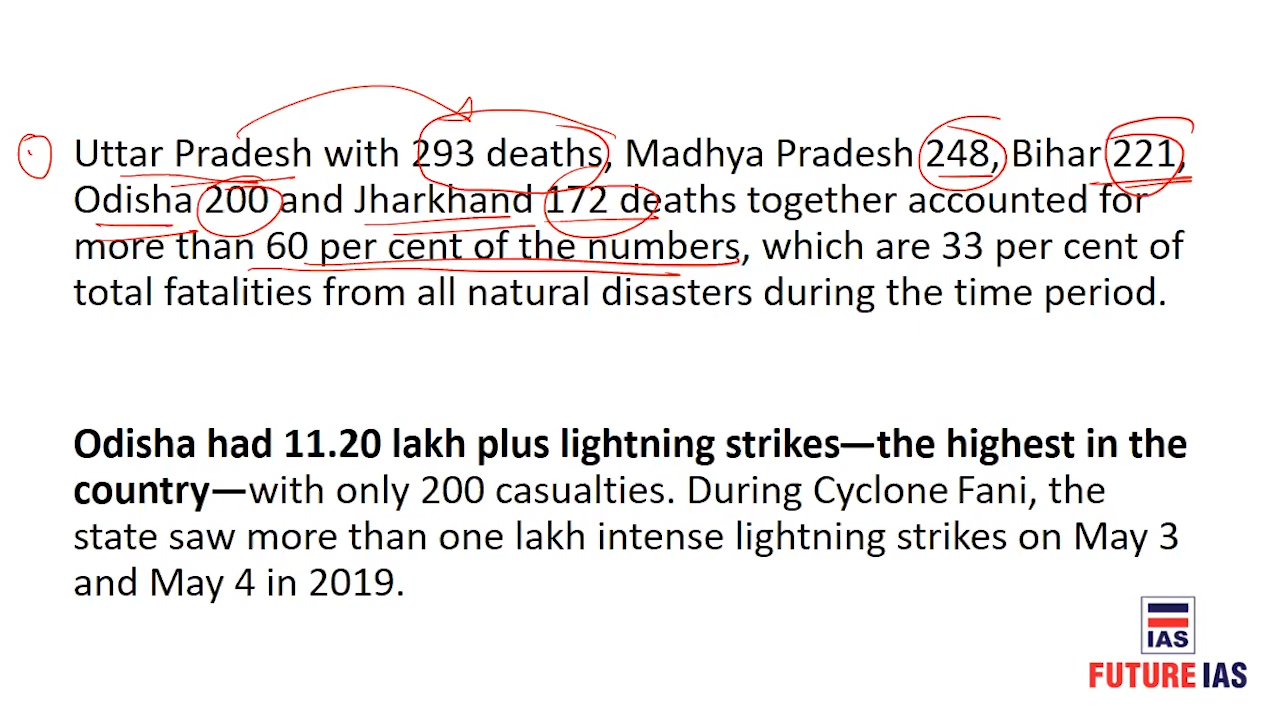 Uttar Pradesh with 293 deaths, Madhya Pradesh 248, Bihar 221,
Odisha 200 and Jharkhand 172 deaths together accounted for
more than 60 per cent of the numbers, which are 33 per cent of
total fatalities from all natural disasters during the time period.
Odisha had 11.20 lakh plus lightning strikes—the highest in the
country—with only 200 casualties. During Cyclone Fani, the
state saw more than one lakh intense lightning strikes on May 3
and May 4 in 2019.
IAS
FUTURE IAS